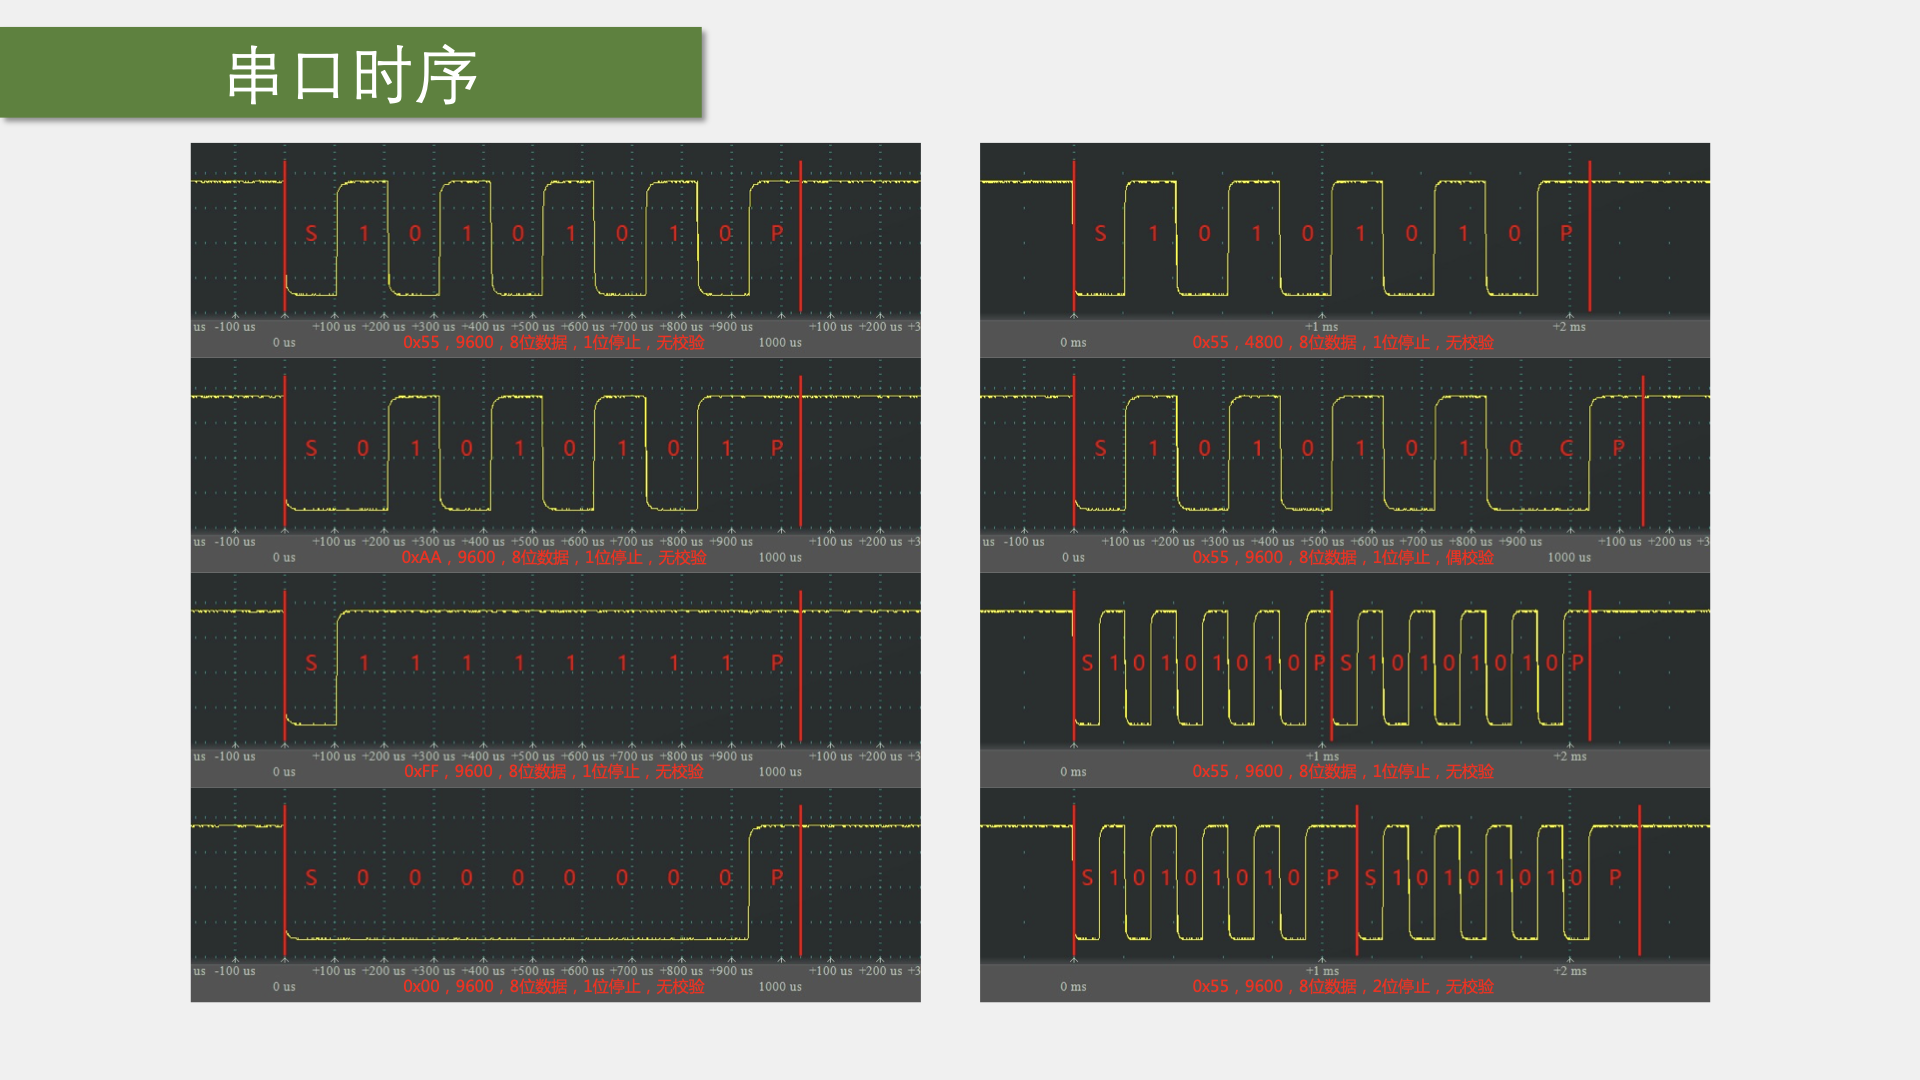 串口时序
S 1 0 1 0 1 0 1 0 P
us -100 us +100 us +200 us +300 us +400 us +500 us +600 us +700 us +800 us +900 us +100 us +200 us +3
0 us 0x55，9600，8位数据，1位停止，无校验 1000 us
S 0 1 0 1 0 1 0 1 P
us -100 us +100 us +200 us +300 us +400 us +500 us +600 us +700 us +800 us +900 us +100 us +200 us +3
0 us 0xAA，9600，8位数据，1位停止，无校验 1000 us
S 1 1 1 1 1 1 1 1 P
us -100 us +100 us +200 us +300 us +400 us +500 us +600 us +700 us +800 us +900 us +100 us +200 us +3
0 us 0xFF，9600，8位数据，1位停止，无校验 1000 us
S 0 0 0 0 0 0 0 0 P
us -100 us +100 us +200 us +300 us +400 us +500 us +600 us +700 us +800 us +900 us +100 us +200 us +3
0 us 0x00，9600，8位数据，1位停止，无校验 1000 us
S 1 0 1 0 1 0 1 0 P
+1 ms +2 ms
0 ms 0x55，4800，8位数据，1位停止，无校验
S 1 0 1 0 1 0 1 0 C P
us -100 us +100 us +200 us +300 us +400 us +500 us +600 us +700 us +800 us +900 us +100 us +200 us +3
0 us 0x55，9600，8位数据，1位停止，偶校验 1000 us
S 1 0 1 0 1 0 1 0 P S 1 0 1 0 1 0 1 0 P
+1 ms +2 ms
0 ms 0x55，9600，8位数据，1位停止，无校验
S 1 0 1 0 1 0 1 0 P S 1 0 1 0 1 0 1 0 P
+1 ms +2 ms
0 ms 0x55，9600，8位数据，2位停止，无校验